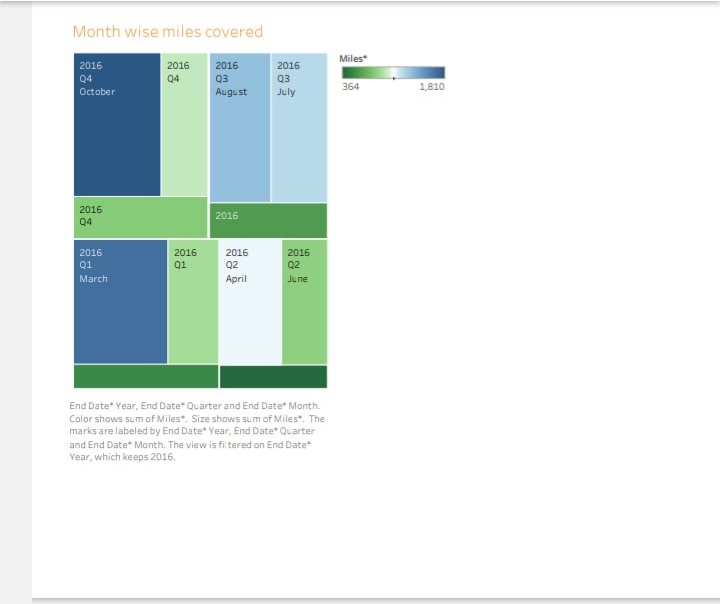 Month wise miles covered
Miles*
364 1,810
2016
Q4
October
2016
Q4
2016
Q3
August
2016
Q3
July
2016
Q4
2016
2016
Q1
March
2016
Q1
2016
Q2
April
2016
Q2
June
End Date* Year, End Date* Quarter and End Date* Month.
Color shows sum of Miles*. Size shows sum of Miles*. The
marks are labeled by End Date* Year, End Date* Quarter
and End Date* Month. The view is filtered on End Date*
Year, which keeps 2016.